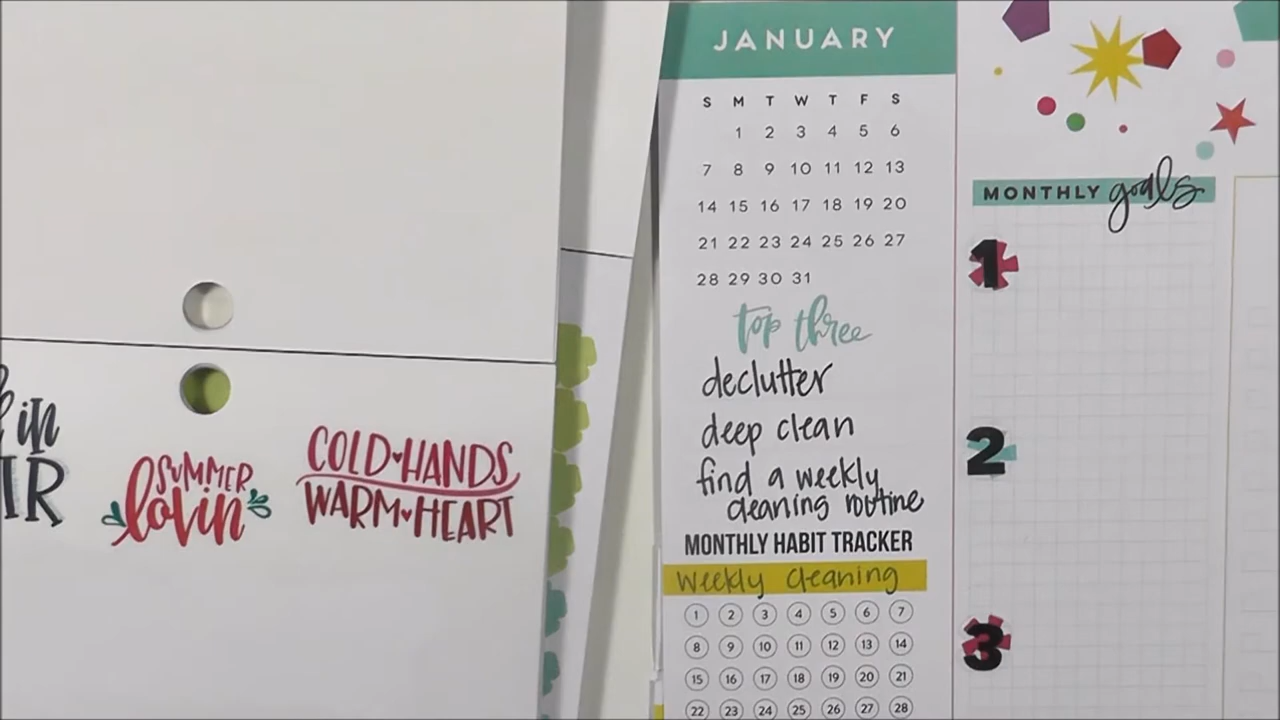 in
IR
SUMMER
lovin
COLD♥HANDS
WARM♥HEART
JANUARY
S M T W T F S
1 2 3 4 5 6
7 8 9 10 11 12 13
14 15 16 17 18 19 20
21 22 23 24 25 26 27
28 29 30 31
top three
declutter
deep clean
find a weekly
cleaning routine
MONTHLY HABIT TRACKER
weekly cleaning
1 2 3 4 5 6 7
8 9 10 11 12 13 14
15 16 17 18 19 20 21
22 23 24 25 26 27 28
MONTHLY goals
1
2
3